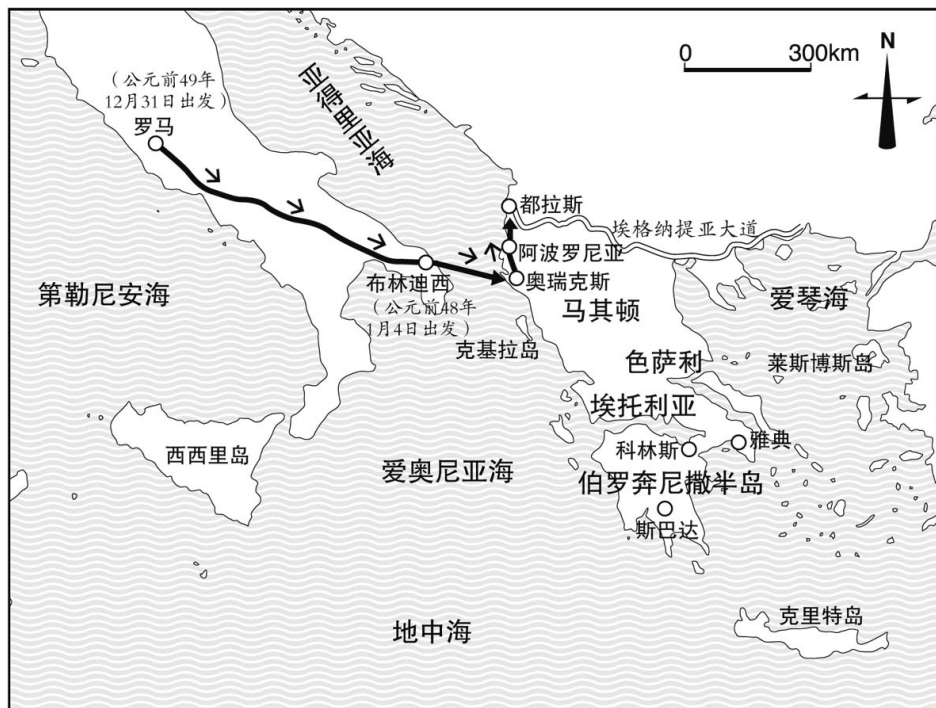 0 300km
N
（公元前49年
12月31日出发）
罗马
亚得里亚海
都拉斯
埃格纳提亚大道
阿波罗尼亚
奥瑞克斯
布林迪西
（公元前48年
1月4日出发）
第勒尼安海
马其顿
爱琴海
克基拉岛
色萨利
莱斯博斯岛
埃托利亚
雅典
科林斯
西西里岛
爱奥尼亚海
伯罗奔尼撒半岛
斯巴达
克里特岛
地中海